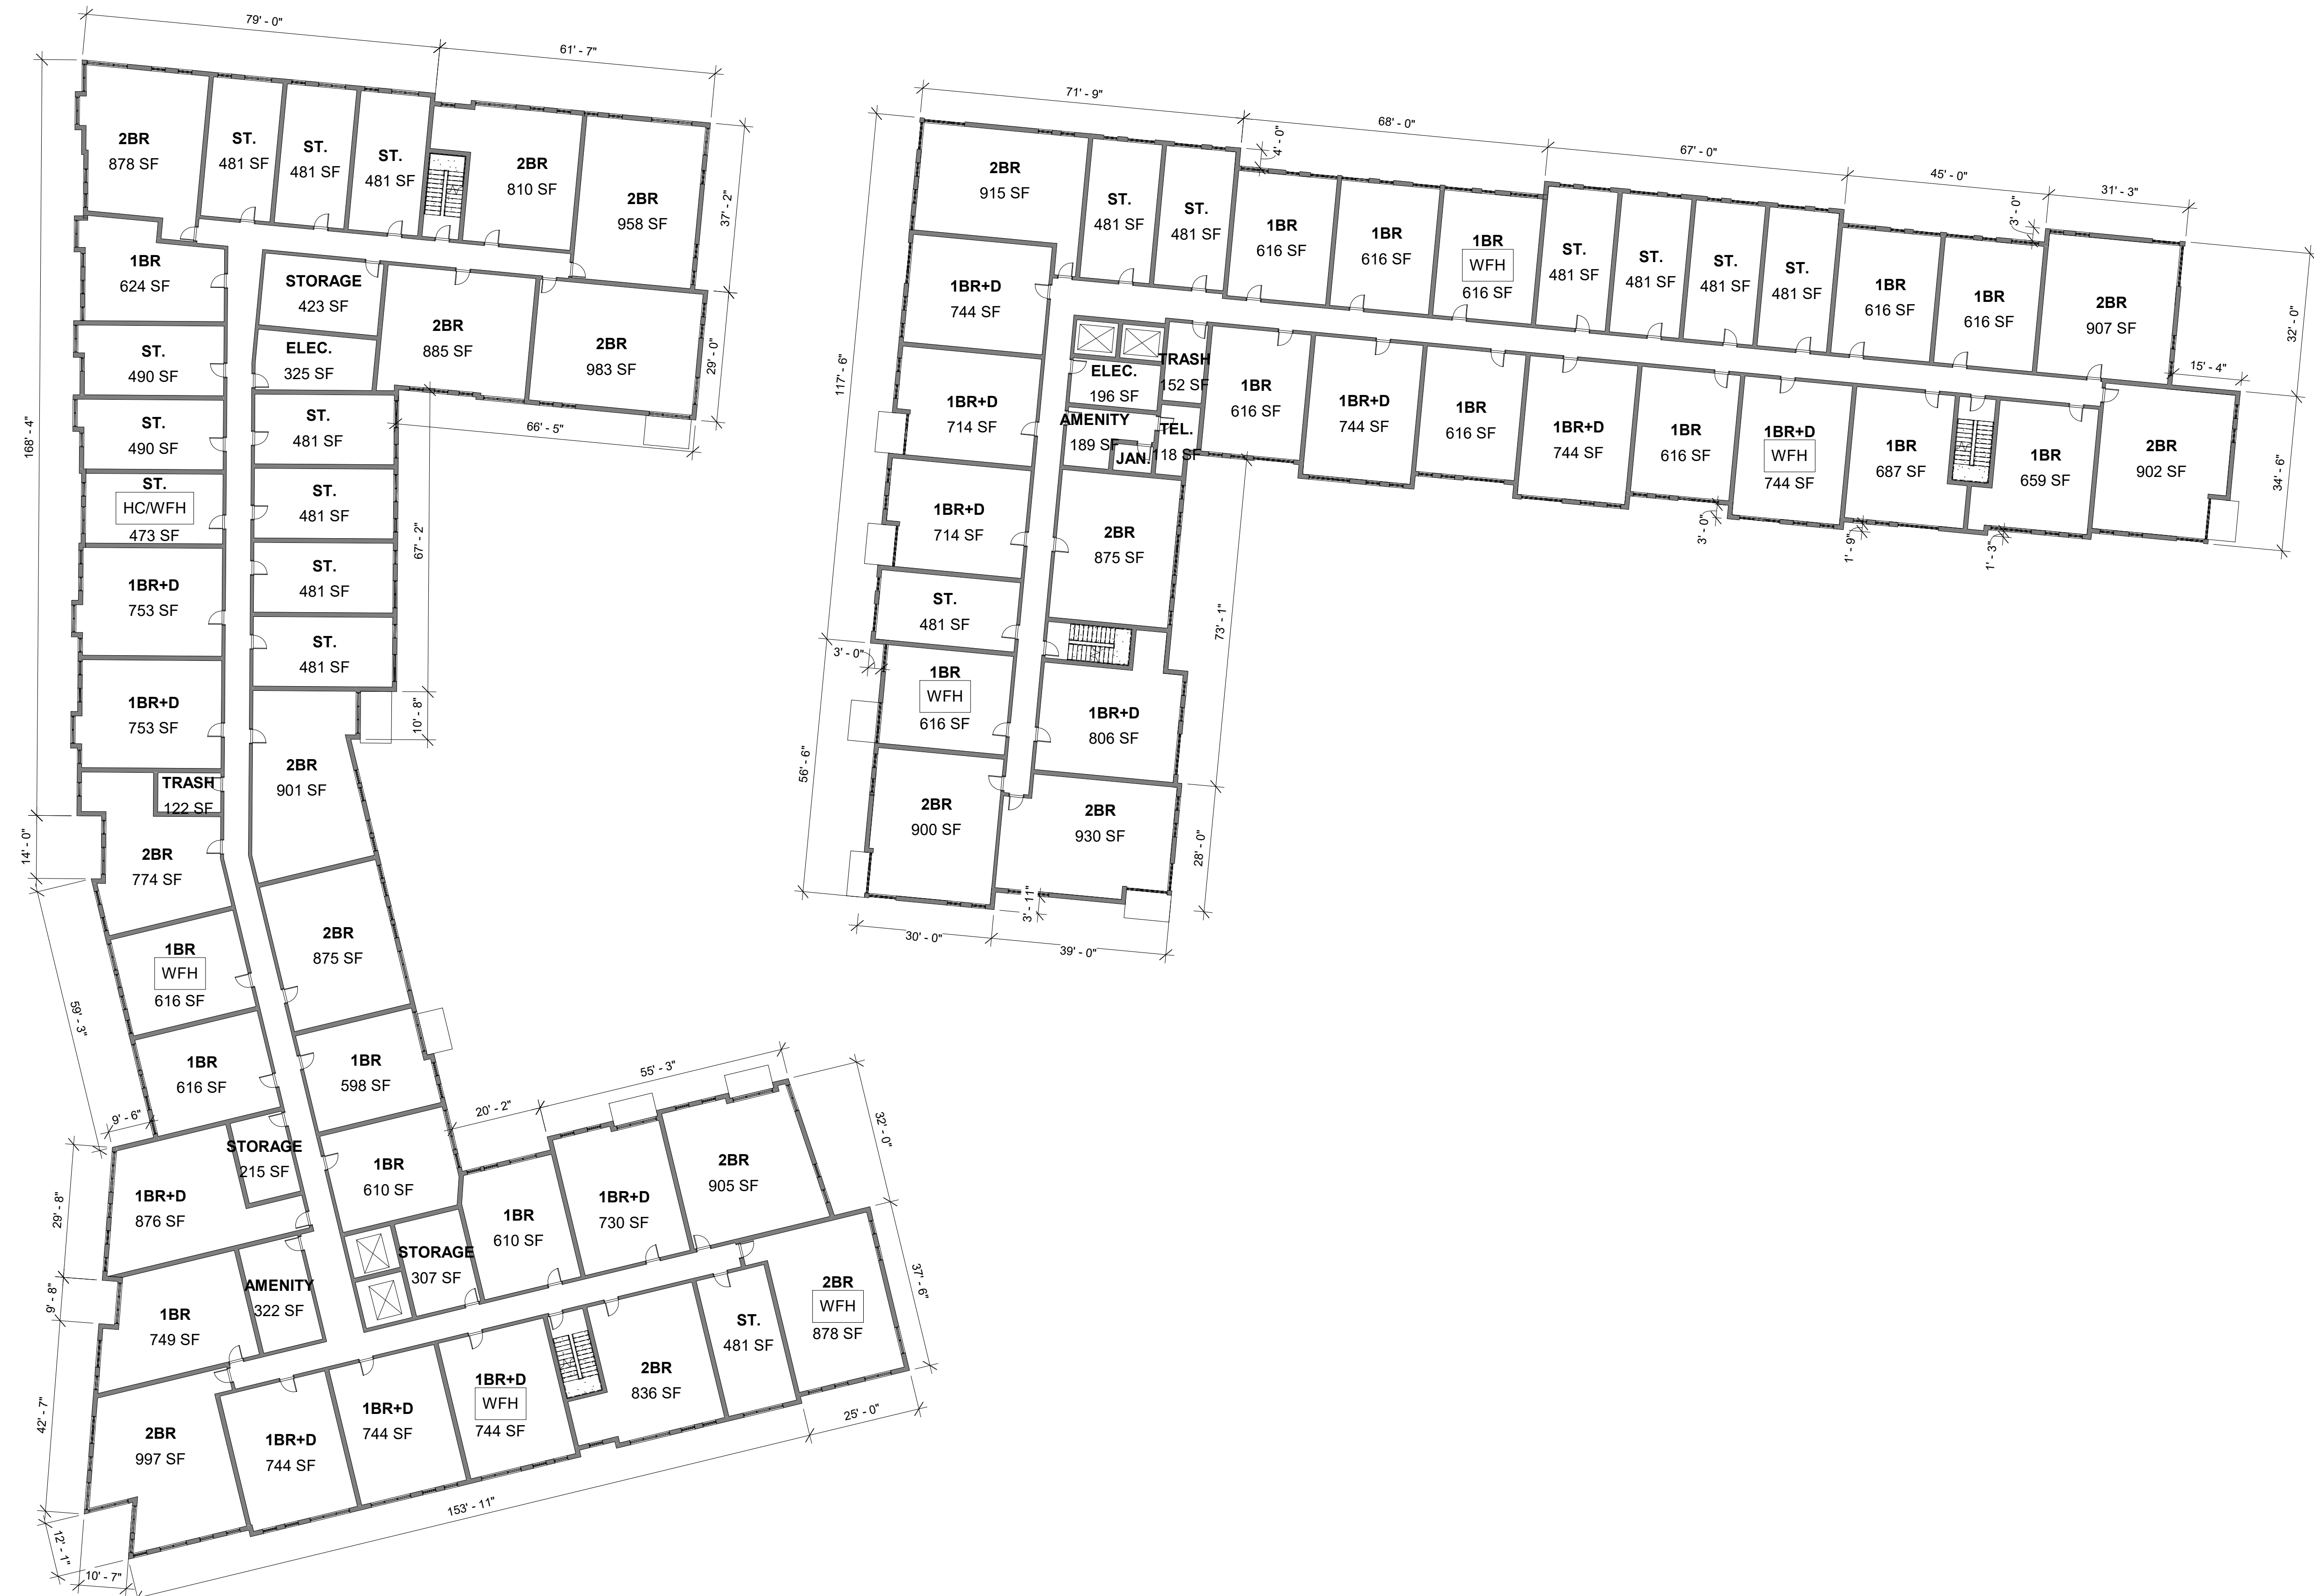 79' - 0"
61' - 7"
168' - 4"
37' - 2"
2BR
878 SF
ST.
481 SF
ST.
481 SF
ST.
481 SF
2BR
810 SF
2BR
958 SF
1BR
624 SF
STORAGE
423 SF
ELEC.
325 SF
2BR
885 SF
2BR
983 SF
29' - 0"
66' - 5"
ST.
490 SF
ST.
490 SF
ST.
HC/WFH
473 SF
ST.
481 SF
ST.
481 SF
ST.
481 SF
ST.
481 SF
67' - 2"
10' - 8"
1BR+D
753 SF
1BR+D
753 SF
TRASH
122 SF
2BR
901 SF
14' - 0"
2BR
774 SF
59' - 3"
1BR
WFH
616 SF
2BR
875 SF
1BR
616 SF
1BR
598 SF
9' - 6"
20' - 2"
55' - 3"
32' - 0"
STORAGE
215 SF
1BR
610 SF
29' - 8"
1BR+D
876 SF
1BR
610 SF
1BR+D
730 SF
2BR
905 SF
STORAGE
307 SF
9' - 8"
AMENITY
322 SF
1BR
749 SF
37' - 6"
2BR
WFH
878 SF
ST.
481 SF
2BR
836 SF
1BR+D
WFH
744 SF
1BR+D
744 SF
1BR+D
744 SF
2BR
997 SF
42' - 7"
25' - 0"
153' - 11"
12' - 1"
10' - 7"
71' - 9"
4' - 0"
68' - 0"
67' - 0"
45' - 0"
3' - 0"
31' - 3"
2BR
915 SF
ST.
481 SF
ST.
481 SF
1BR
616 SF
1BR
616 SF
1BR
WFH
616 SF
ST.
481 SF
ST.
481 SF
ST.
481 SF
ST.
481 SF
1BR
616 SF
1BR
616 SF
2BR
907 SF
32' - 0"
15' - 4"
117' - 6"
1BR+D
744 SF
TRASH
152 SF
ELEC.
196 SF
AMENITY
189 SF
TEL.
118 SF
JAN.
1BR
616 SF
1BR+D
744 SF
1BR
616 SF
1BR+D
744 SF
1BR
616 SF
1BR+D
WFH
744 SF
1BR
687 SF
1BR
659 SF
2BR
902 SF
34' - 6"
3' - 0"
1' - 9"
1' - 3"
1BR+D
714 SF
1BR+D
714 SF
2BR
875 SF
ST.
481 SF
73' - 1"
3' - 0"
1BR
WFH
616 SF
1BR+D
806 SF
56' - 6"
2BR
900 SF
2BR
930 SF
28' - 0"
3' - 11"
30' - 0"
39' - 0"